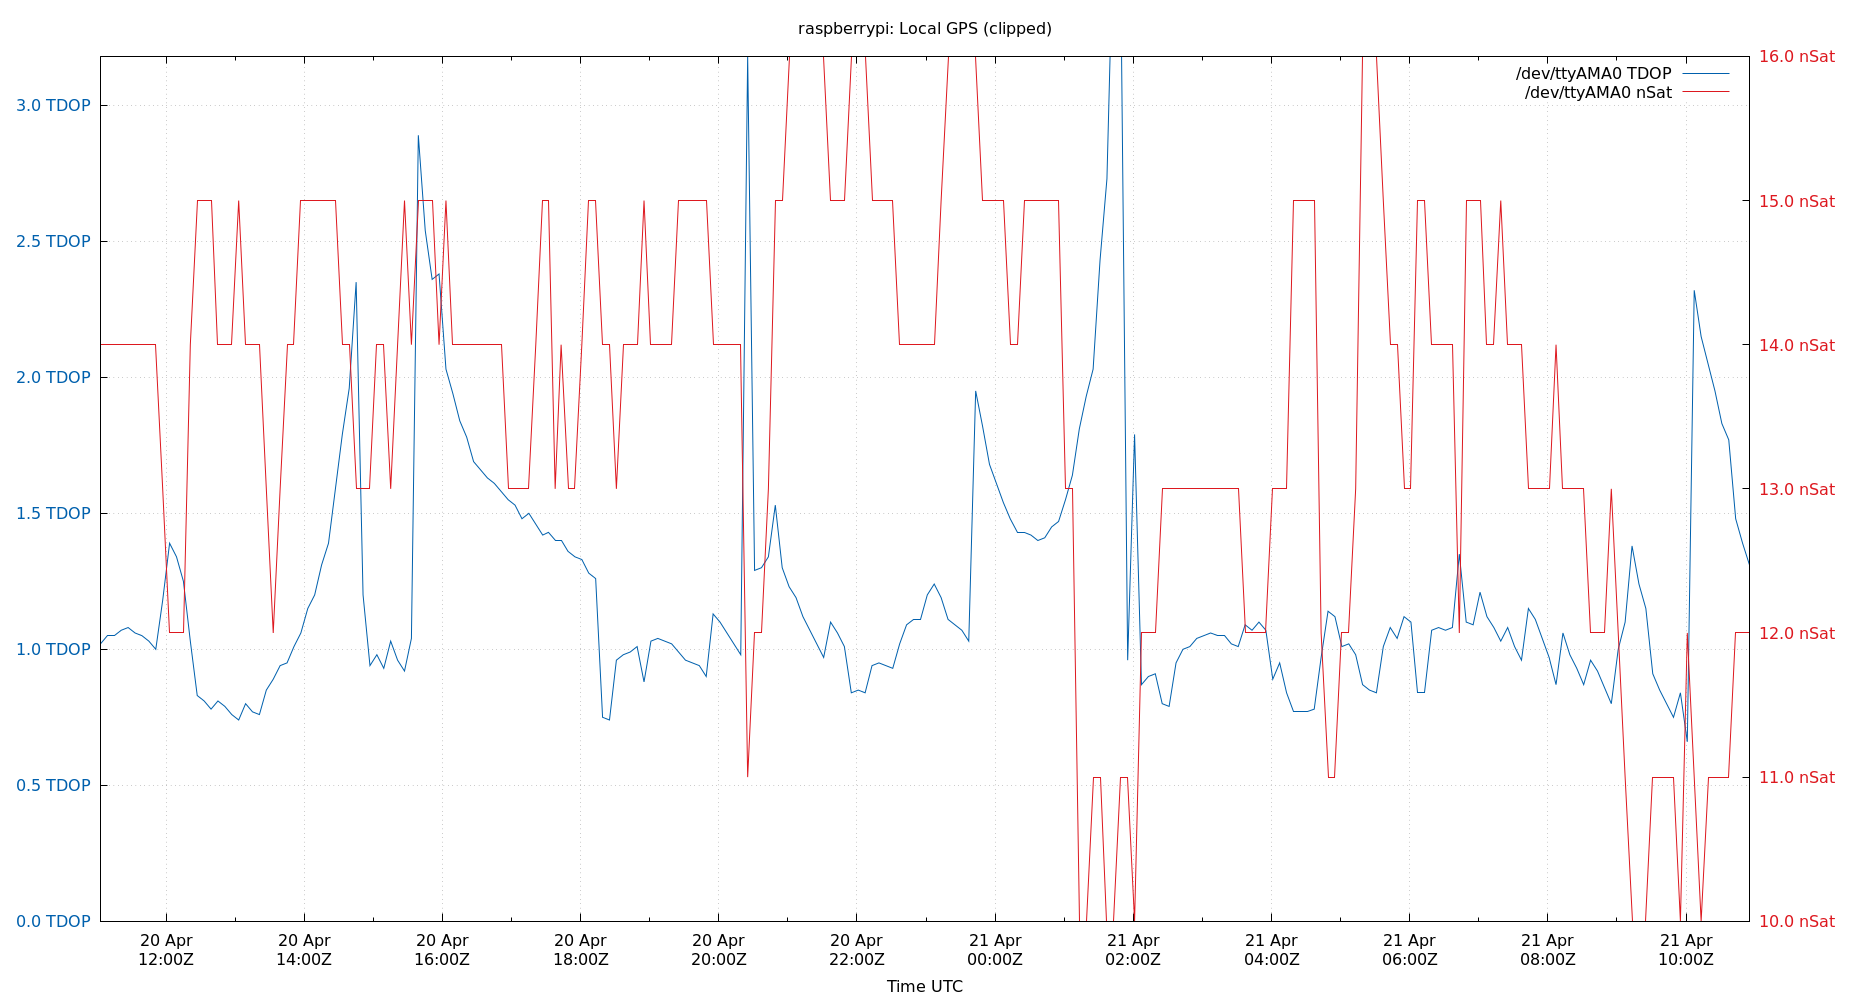 raspberrypi: Local GPS (clipped)
/dev/ttyAMA0 TDOP
/dev/ttyAMA0 nSat
3.0 TDOP
2.5 TDOP
2.0 TDOP
1.5 TDOP
1.0 TDOP
0.5 TDOP
0.0 TDOP
16.0 nSat
15.0 nSat
14.0 nSat
13.0 nSat
12.0 nSat
11.0 nSat
10.0 nSat
20 Apr
12:00Z
20 Apr
14:00Z
20 Apr
16:00Z
20 Apr
18:00Z
20 Apr
20:00Z
20 Apr
22:00Z
21 Apr
00:00Z
21 Apr
02:00Z
21 Apr
04:00Z
21 Apr
06:00Z
21 Apr
08:00Z
21 Apr
10:00Z
Time UTC